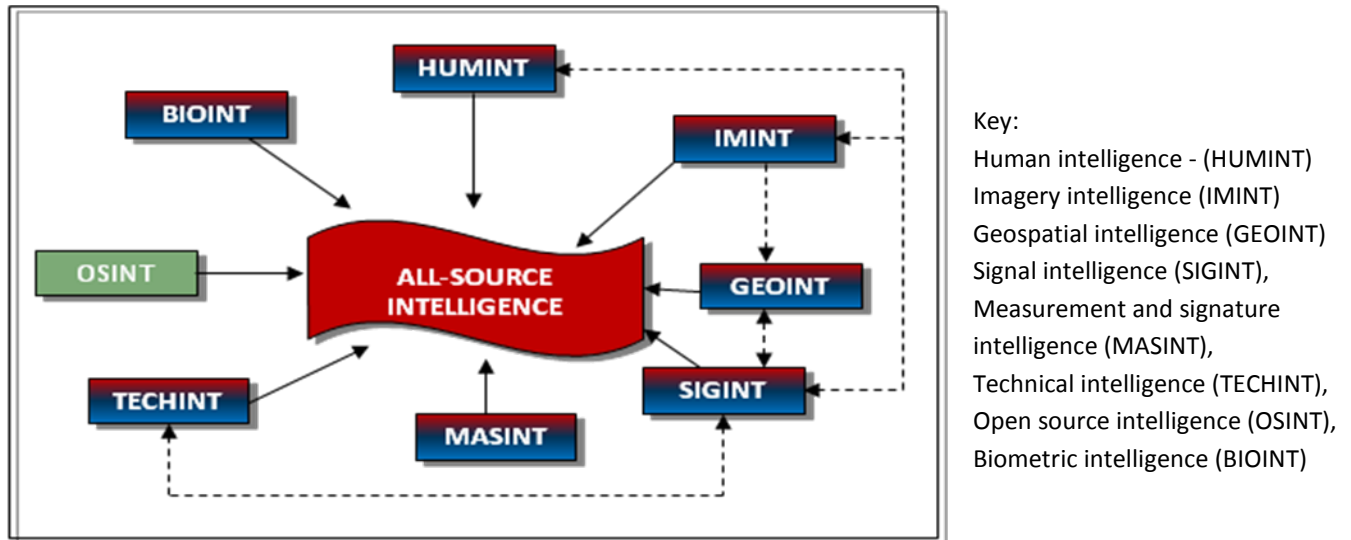 HUMINT
BIOINT
IMINT
OSINT
ALL-SOURCE
INTELLIGENCE
GEOINT
TECHINT
MASINT
SIGINT
Key:
Human intelligence - (HUMINT)
Imagery intelligence (IMINT)
Geospatial intelligence (GEOINT)
Signal intelligence (SIGINT),
Measurement and signature
intelligence (MASINT),
Technical intelligence (TECHINT),
Open source intelligence (OSINT),
Biometric intelligence (BIOINT)